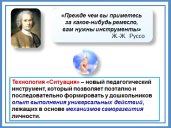 «Прежде чем вы приметесь
за какое-нибудь ремесло,
вам нужны инструменты»
Ж.-Ж. Руссо
Технология «Ситуация» – новый педагогический
инструмент, который позволяет поэтапно и
последовательно формировать у дошкольников
опыт выполнения универсальных действий,
лежащих в основе механизмов саморазвития
личности.